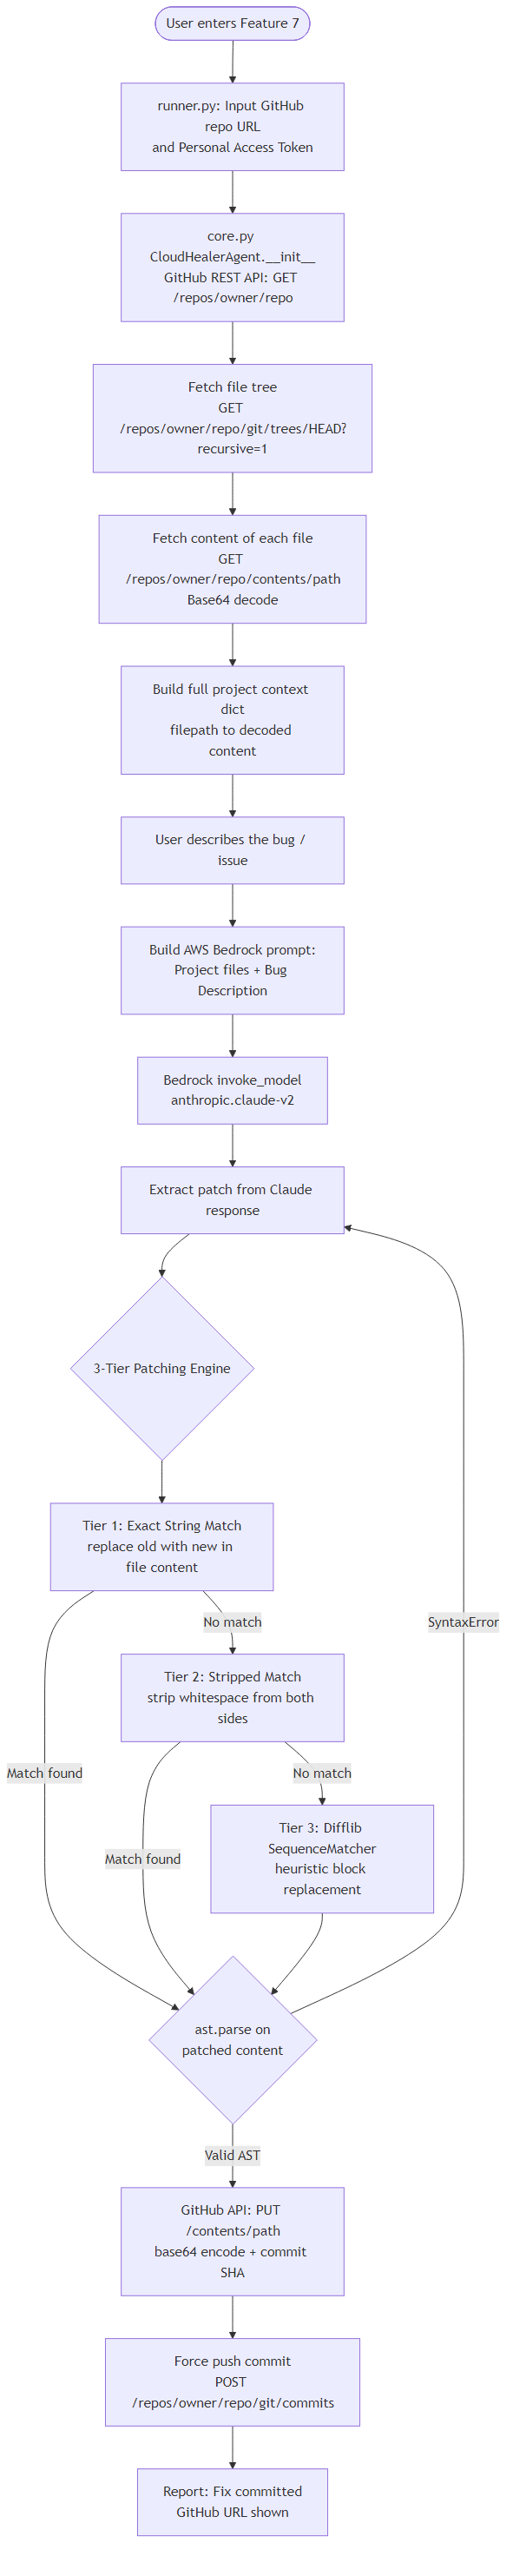 User enters Feature 7
runner.py: Input GitHub
repo URL
and Personal Access Token
core.py
CloudHealerAgent.__init__
GitHub REST API: GET
/repos/owner/repo
Fetch file tree
GET
/repos/owner/repo/git/trees/HEAD?
recursive=1
Fetch content of each file
GET
/repos/owner/repo/contents/path
Base64 decode
Build full project context
dict
filepath to decoded
content
User describes the bug /
issue
Build AWS Bedrock prompt:
Project files + Bug
Description
Bedrock invoke_model
anthropic.claude-v2
Extract patch from Claude
response
3-Tier Patching Engine
Tier 1: Exact String Match
replace old with new in
file content
No match
SyntaxError
Tier 2: Stripped Match
strip whitespace from both
sides
Match found
No match
Tier 3: Difflib
SequenceMatcher
heuristic block
replacement
Match found
ast.parse on
patched content
Valid AST
GitHub API: PUT
/contents/path
base64 encode + commit
SHA
Force push commit
POST
/repos/owner/repo/git/commits
Report: Fix committed
GitHub URL shown